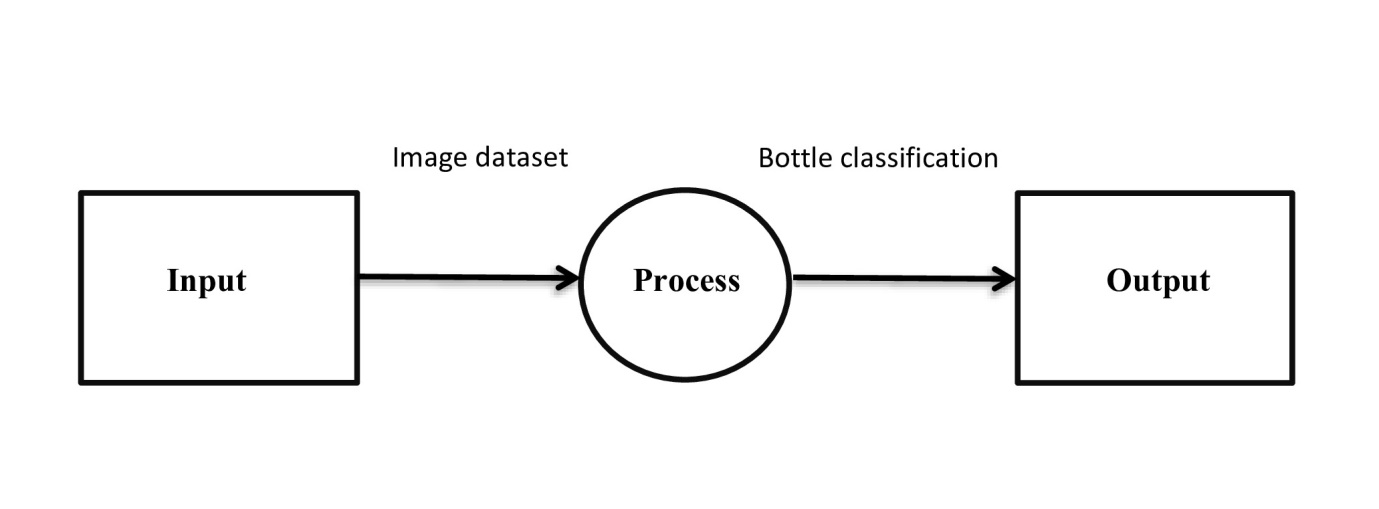 Image dataset
Bottle classification
Input
Process
Output